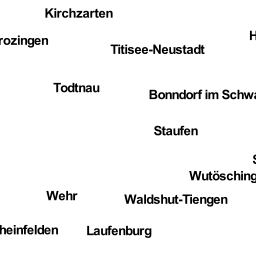 Kirchzarten
H
rozingen
Titisee-Neustadt
Todtnau
Bonndorf im Schwa
Staufen
S
Wutösching
Wehr
Waldshut-Tiengen
heinfelden
Laufenburg